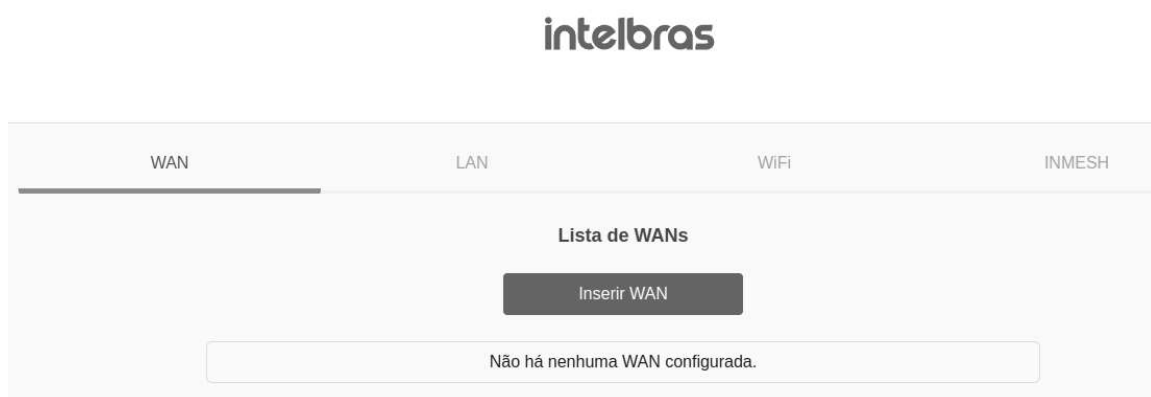 intelbras
WAN LAN WiFi INMESH
Lista de WANs
Inserir WAN
Não há nenhuma WAN configurada.